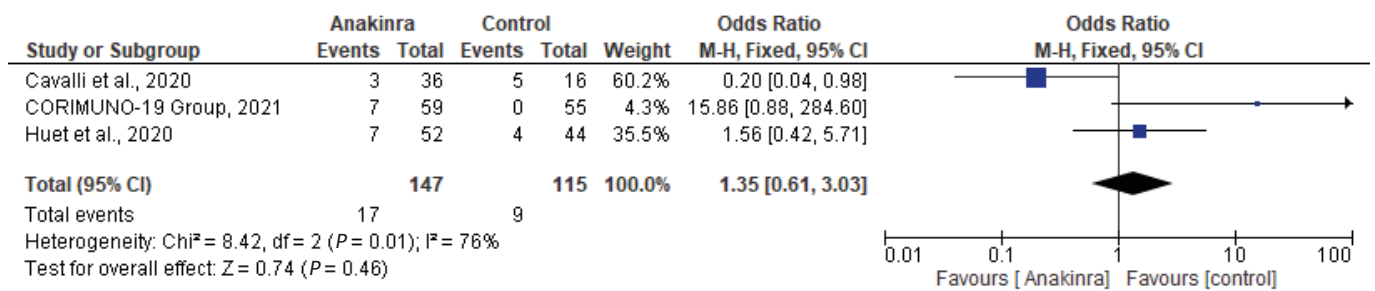 Anakinra Control Odds Ratio Odds Ratio
Study or Subgroup Events Total Events Total Weight M-H, Fixed, 95% CI M-H, Fixed, 95% CI
Cavalli et al., 2020 3 36 5 16 60.2% 0.20 [0.04, 0.98]
CORIMUNO-19 Group, 2021 7 59 0 55 4.3% 15.86 [0.88, 284.60]
Huet et al., 2020 7 52 4 44 35.5% 1.56 [0.42, 5.71]
Total (95% CI) 147 115 100.0% 1.35 [0.61, 3.03]
Total events 17 9
Heterogeneity: Chi² = 8.42, df = 2 (P = 0.01); I² = 76%
Test for overall effect: Z = 0.74 (P = 0.46)
0.01 0.1 1 10 100
Favours [ Anakinra] Favours [control]